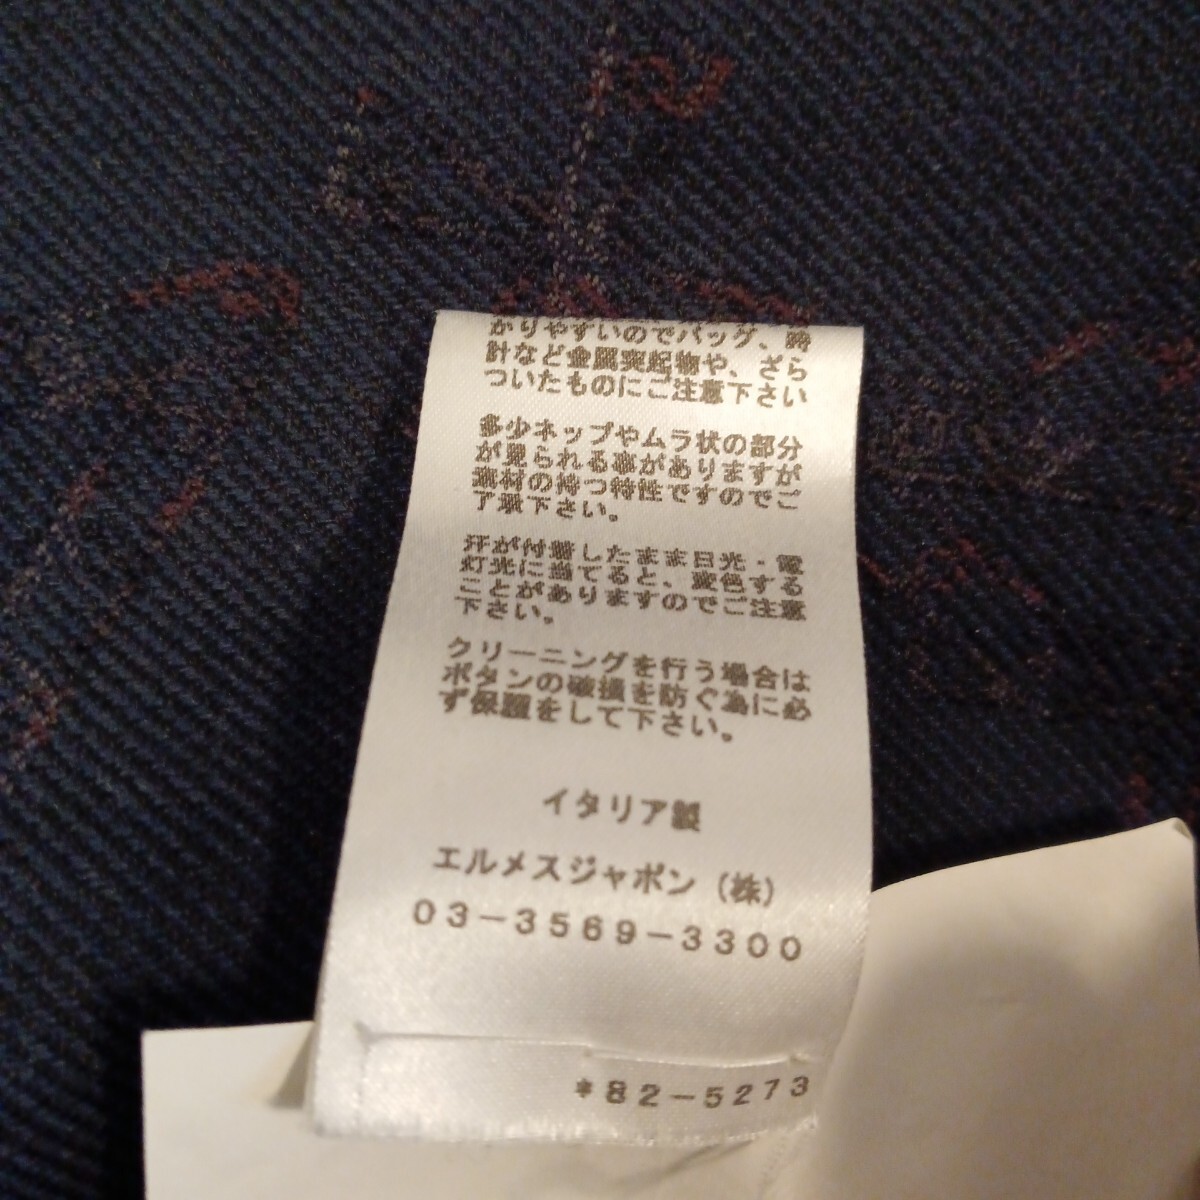 かりやすいのでバッグ、時
計など金属突起物や、ざら
ついたものにご注意下さい
多少ネップやムラ状の部分
が見られる事がありますが
素材の持つ特性ですのでご
了承下さい。
汗が付着したまま日光・電
灯光に当てると、変色する
ことがありますのでご注意
下さい。
クリーニングを行う場合は
ボタンの破損を防ぐ為に必
ず保護をして下さい。
イタリア製
エルメスジャポン（株）
03-3569-3300
*82-5273